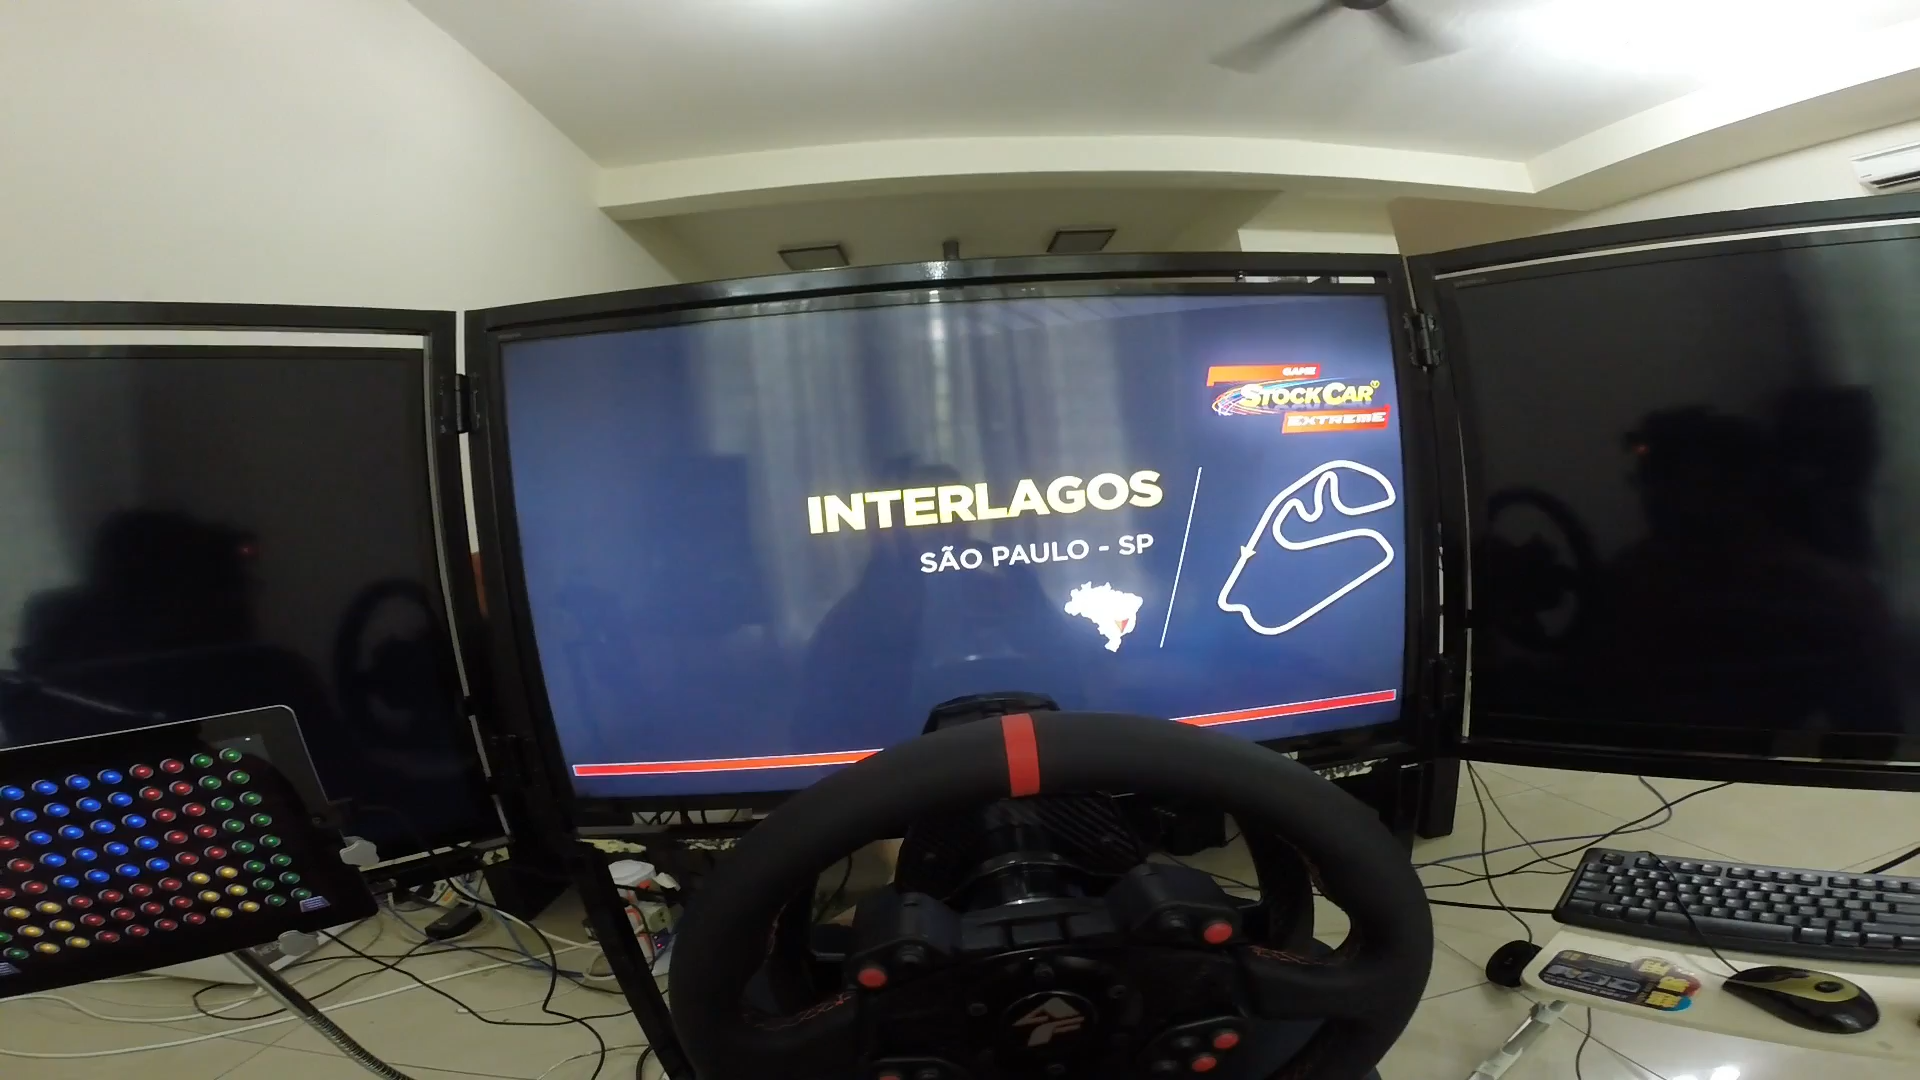 GAME
STOCK CAR
EXTREME
INTERLAGOS
SÃO PAULO - SP